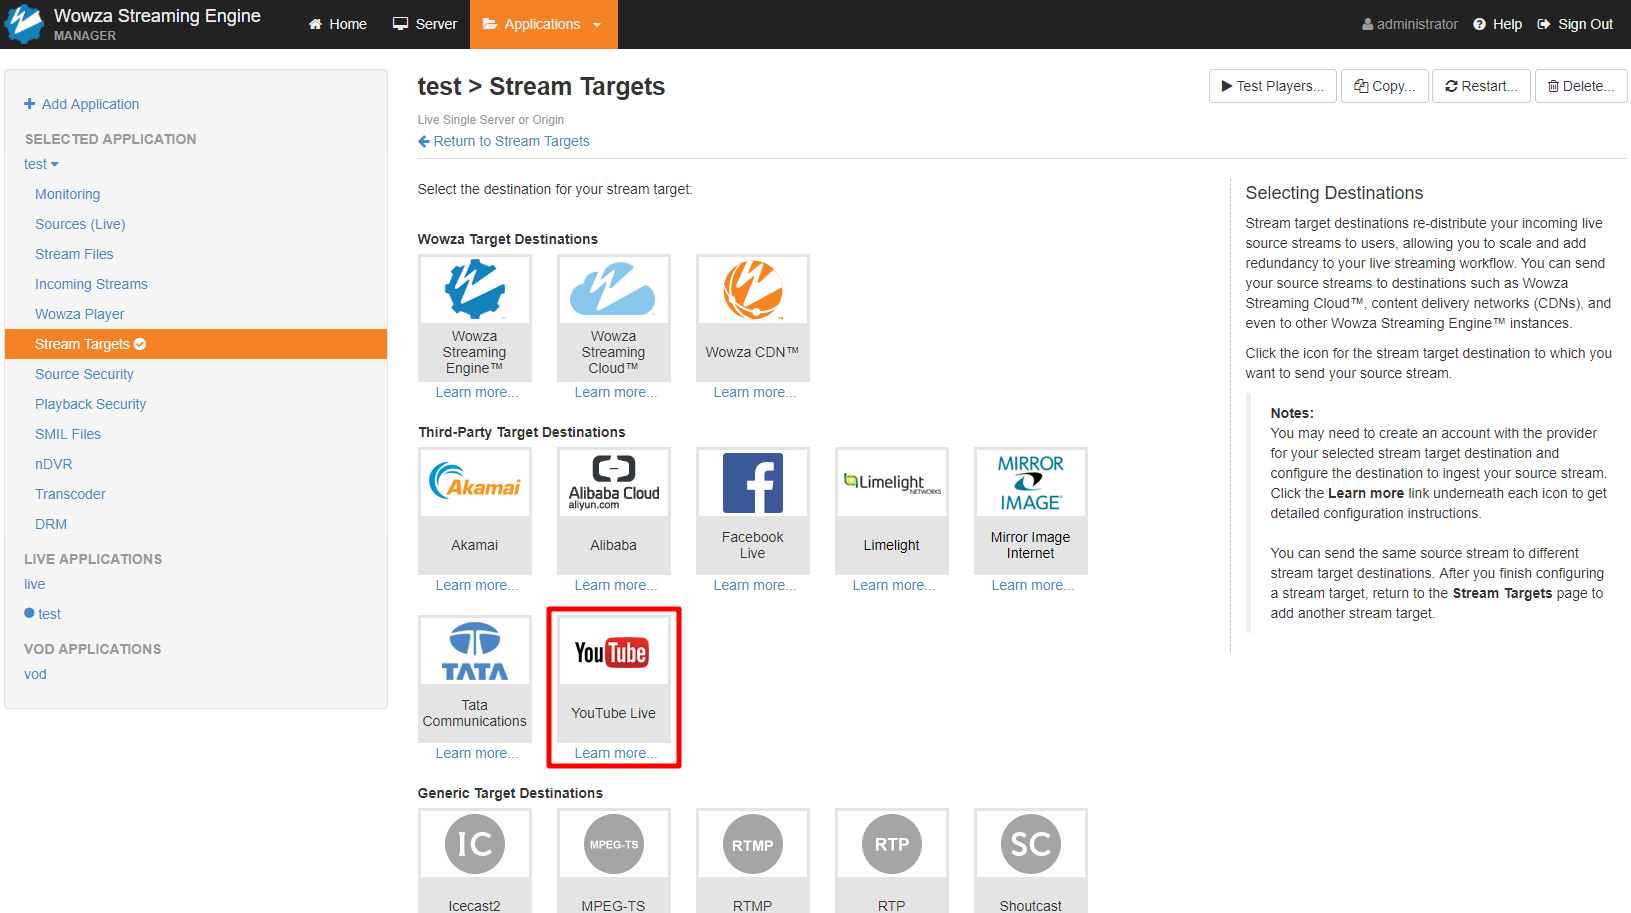 Wowza Streaming Engine
MANAGER
Home
Server
Applications
administrator
Help
Sign Out
Add Application
SELECTED APPLICATION
test
Monitoring
Sources (Live)
Stream Files
Incoming Streams
Wowza Player
Stream Targets
Source Security
Playback Security
SMIL Files
nDVR
Transcoder
DRM
LIVE APPLICATIONS
live
test
VOD APPLICATIONS
vod
test > Stream Targets
Live Single Server or Origin
Return to Stream Targets
Test Players...
Copy...
Restart...
Delete...
Select the destination for your stream target:
Wowza Target Destinations
Wowza
Streaming
Engine™
Learn more...
Wowza
Streaming
Cloud™
Learn more...
Wowza CDN™
Learn more...
Third-Party Target Destinations
Akamai
Akamai
Learn more...
Alibaba Cloud
aliyun.com
Alibaba
Learn more...
Facebook
Live
Learn more...
Limelight
NETWORKS
Limelight
Learn more...
MIRROR
IMAGE
Mirror Image
Internet
Learn more...
TATA
Tata
Communications
Learn more...
YouTube
YouTube Live
Learn more...
Generic Target Destinations
IC
Icecast2
MPEG-TS
MPEG-TS
RTMP
RTMP
RTP
RTP
SC
Shoutcast
Selecting Destinations
Stream target destinations re-distribute your incoming live
source streams to users, allowing you to scale and add
redundancy to your live streaming workflow. You can send
your source streams to destinations such as Wowza
Streaming Cloud™, content delivery networks (CDNs), and
even to other Wowza Streaming Engine™ instances.
Click the icon for the stream target destination to which you
want to send your source stream.
Notes:
You may need to create an account with the provider
for your selected stream target destination and
configure the destination to ingest your source stream.
Click the Learn more link underneath each icon to get
detailed configuration instructions.
You can send the same source stream to different
stream target destinations. After you finish configuring
a stream target, return to the Stream Targets page to
add another stream target.